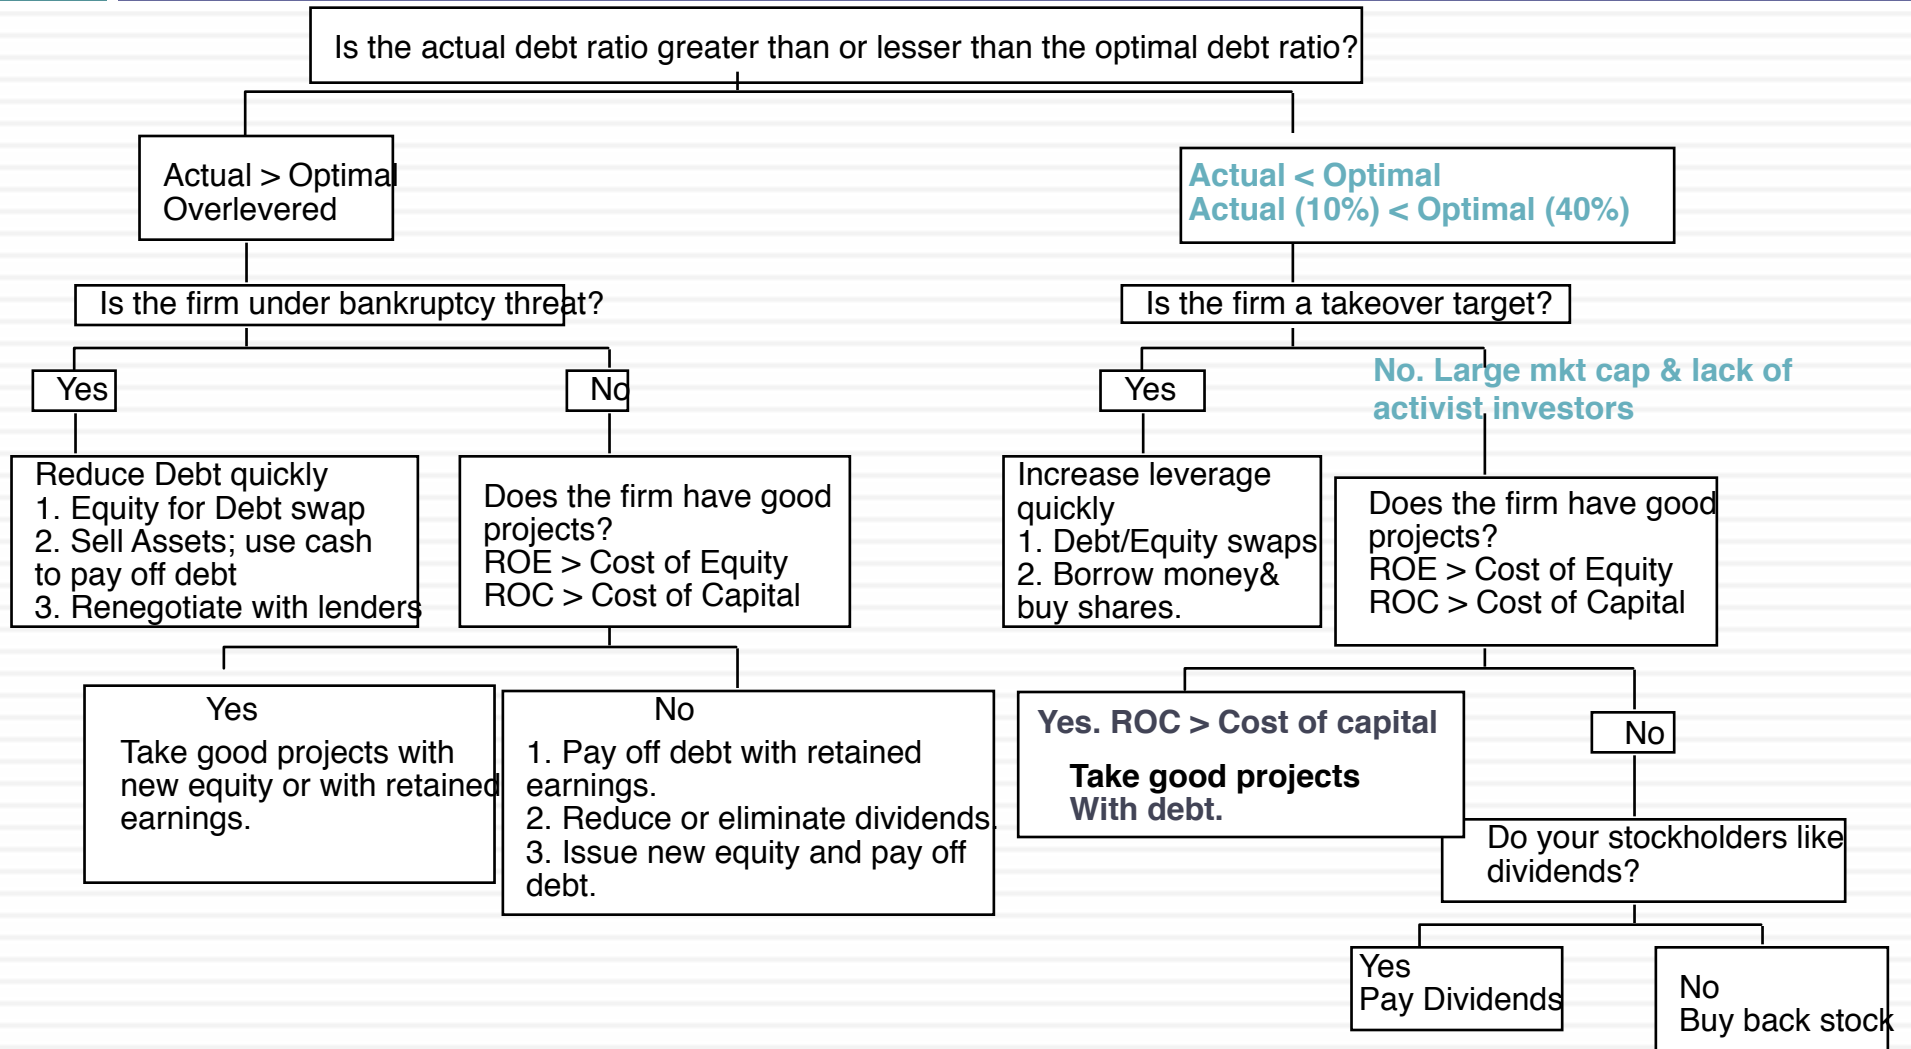 Is the actual debt ratio greater than or lesser than the optimal debt ratio?
Actual > Optimal
Overlevered
Actual < Optimal
Actual (10%) < Optimal (40%)
Is the firm under bankruptcy threat?
Is the firm a takeover target?
Yes
No
Yes
No. Large mkt cap & lack of
activist investors
Reduce Debt quickly
1. Equity for Debt swap
2. Sell Assets; use cash
to pay off debt
3. Renegotiate with lenders
Does the firm have good
projects?
ROE > Cost of Equity
ROC > Cost of Capital
Increase leverage
quickly
1. Debt/Equity swaps
2. Borrow money&
buy shares.
Does the firm have good
projects?
ROE > Cost of Equity
ROC > Cost of Capital
Yes
Take good projects with
new equity or with retained
earnings.
No
1. Pay off debt with retained
earnings.
2. Reduce or eliminate dividends.
3. Issue new equity and pay off
debt.
Yes. ROC > Cost of capital
Take good projects
With debt.
No
Do your stockholders like
dividends?
Yes
Pay Dividends
No
Buy back stock